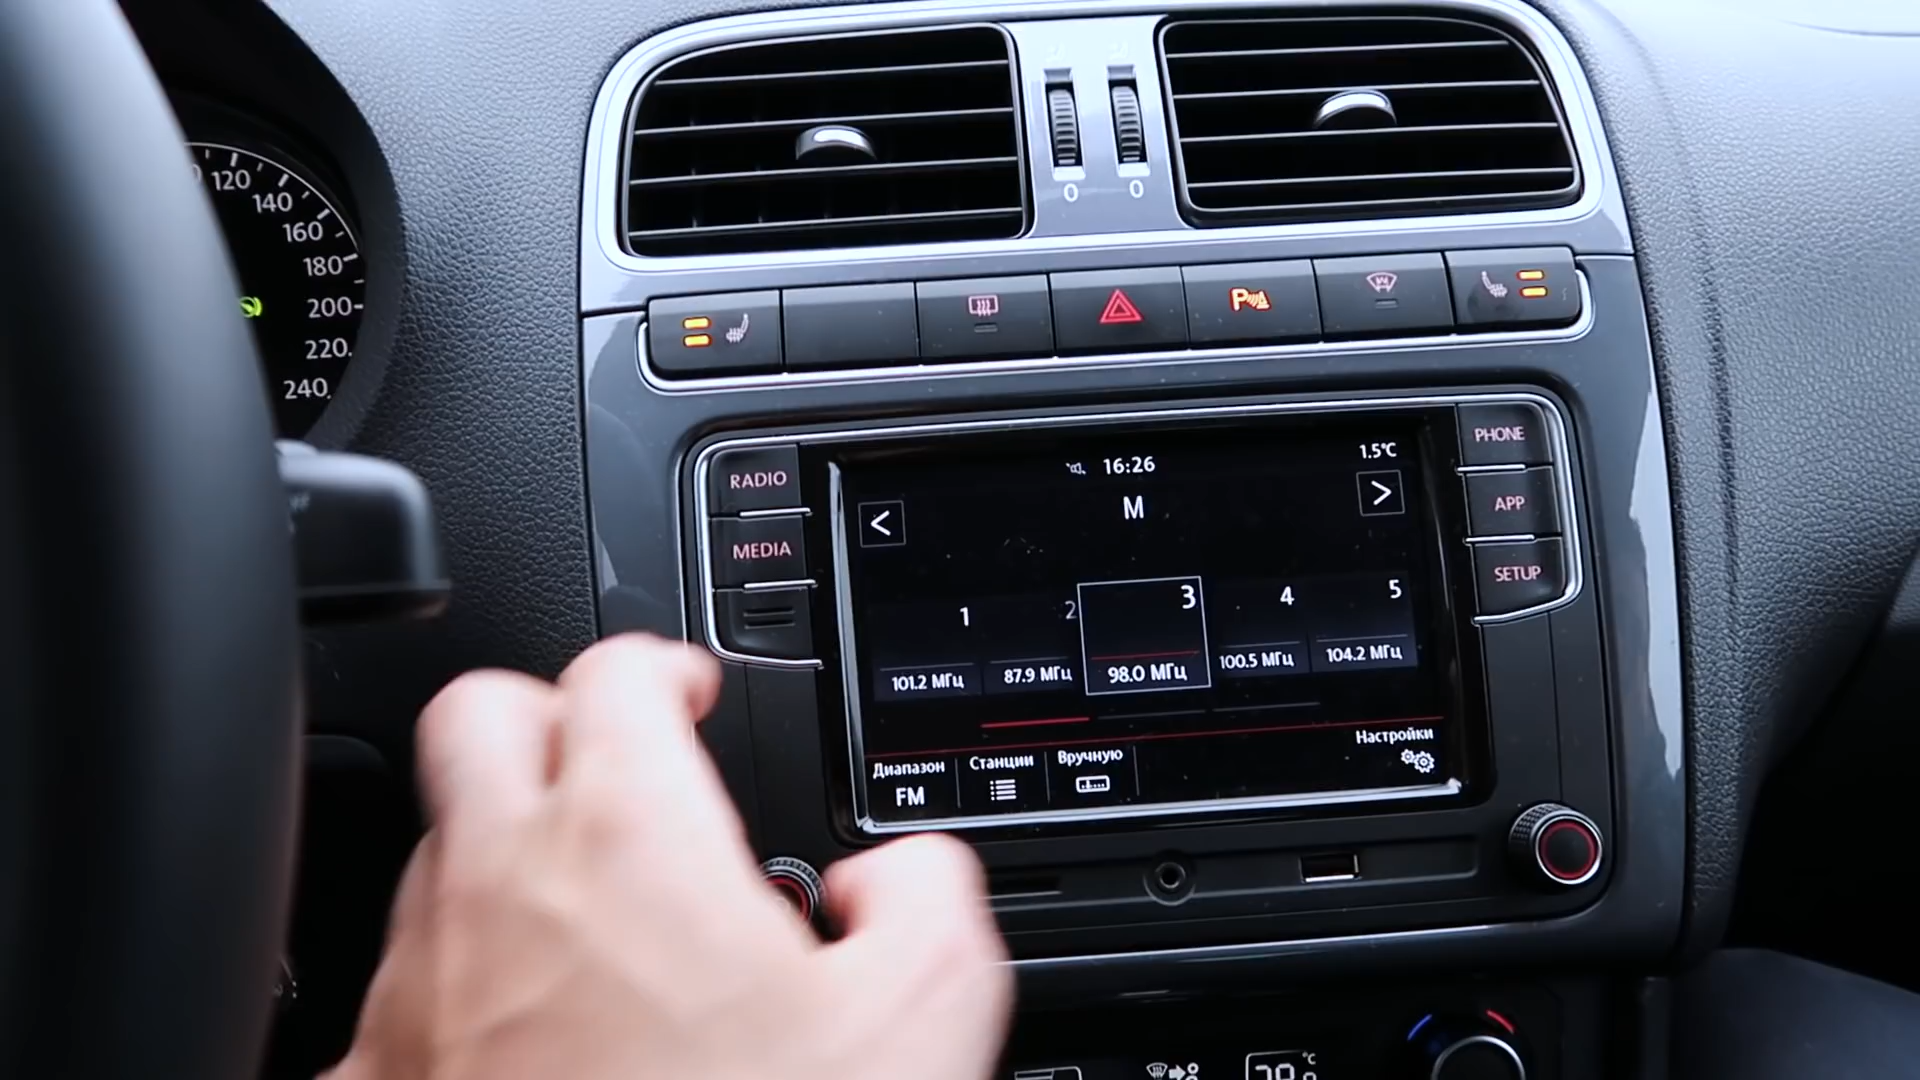 120
140
160
180
200
220
240
0 0
RADIO
MEDIA
PHONE
APP
SETUP
16:26
1.5°C
<
M
>
1 2 3 4 5
101.2 МГц 87.9 МГц 98.0 МГц 100.5 МГц 104.2 МГц
Диапазон Станции Вручную Настройки
FM
°C